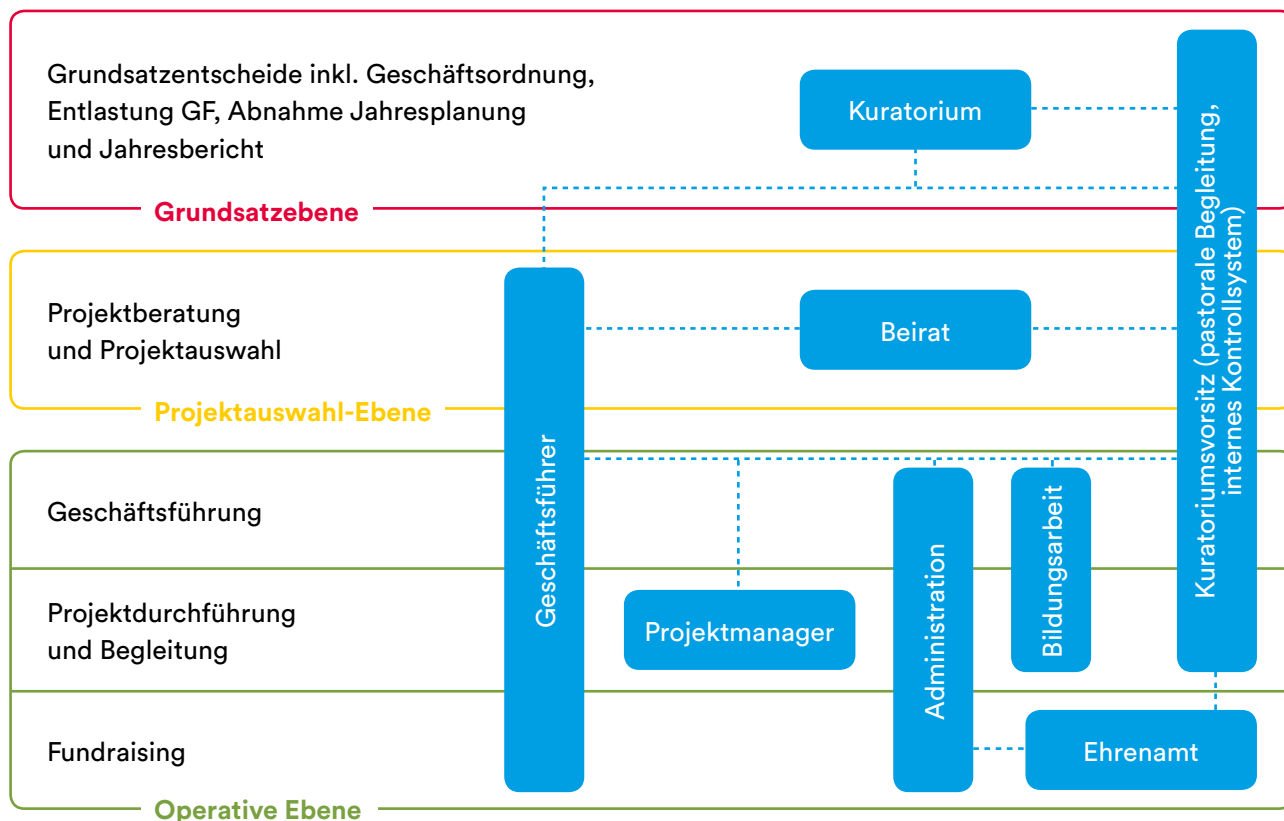 Grundsatzentscheide inkl. Geschäftsordnung,
Entlastung GF, Abnahme Jahresplanung
und Jahresbericht
Kuratorium
Grundsatzebene
Projektberatung
und Projektauswahl
Beirat
Projektauswahl-Ebene
Geschäftsführer
Kuratoriumsvorsitz (pastorale Begleitung,
internes Kontrollsystem)
Geschäftsführung
Administration
Bildungsarbeit
Projektdurchführung
und Begleitung
Projektmanager
Fundraising
Ehrenamt
Operative Ebene